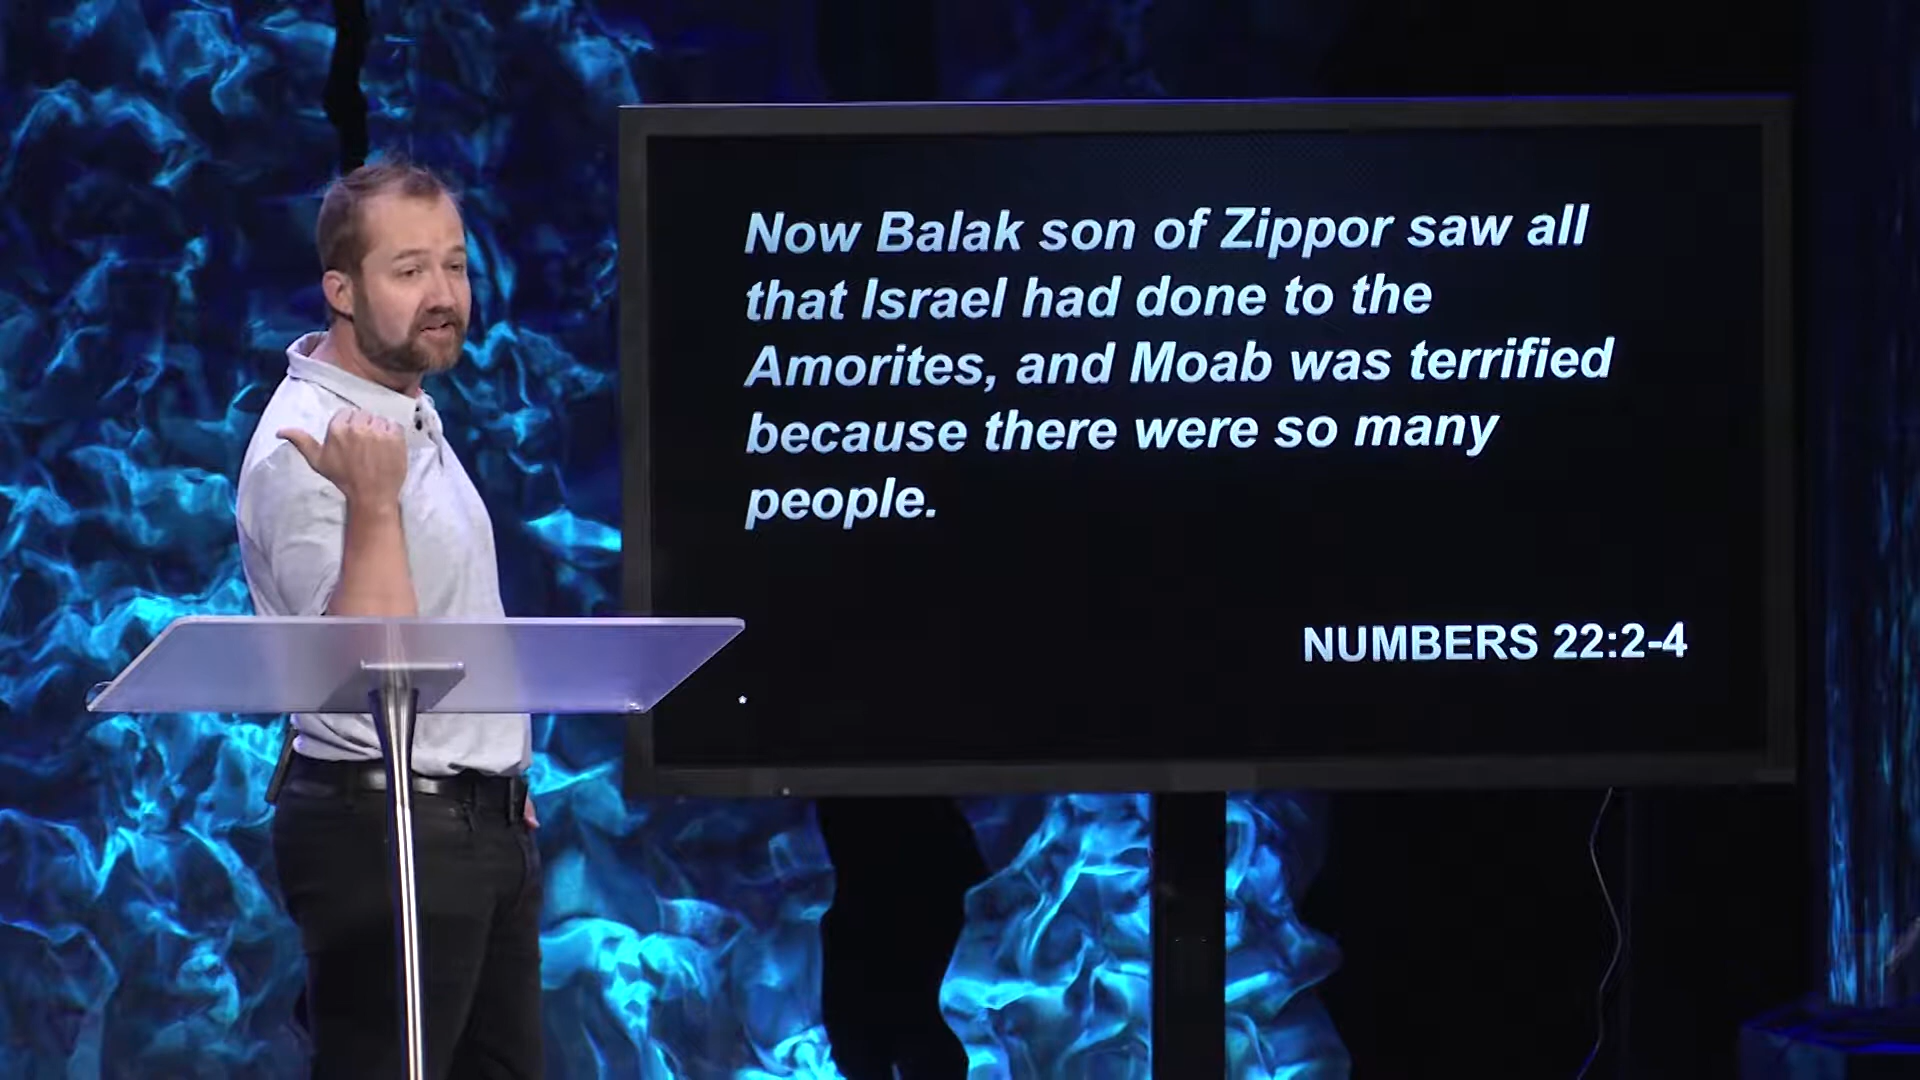 Now Balak son of Zippor saw all
that Israel had done to the
Amorites, and Moab was terrified
because there were so many
people.
NUMBERS 22:2-4